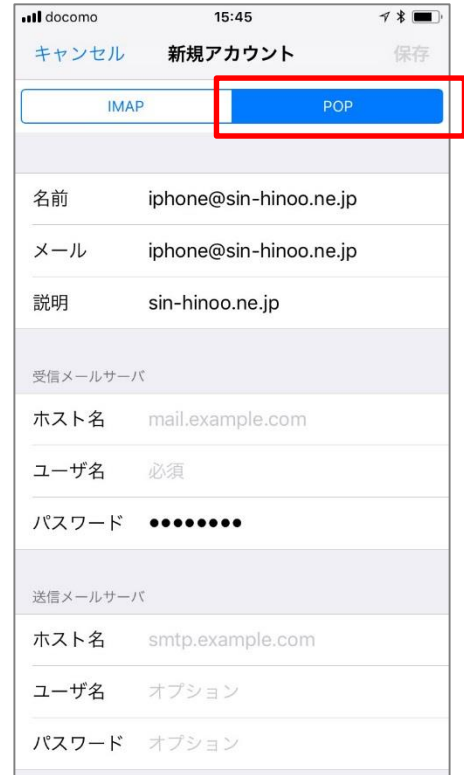 docomo 15:45
キャンセル 新規アカウント 保存
IMAP POP
名前 iphone@sin-hinoo.ne.jp
メール iphone@sin-hinoo.ne.jp
説明 sin-hinoo.ne.jp
受信メールサーバ
ホスト名 mail.example.com
ユーザ名 必須
パスワード ●●●●●●●●
送信メールサーバ
ホスト名 smtp.example.com
ユーザ名 オプション
パスワード オプション